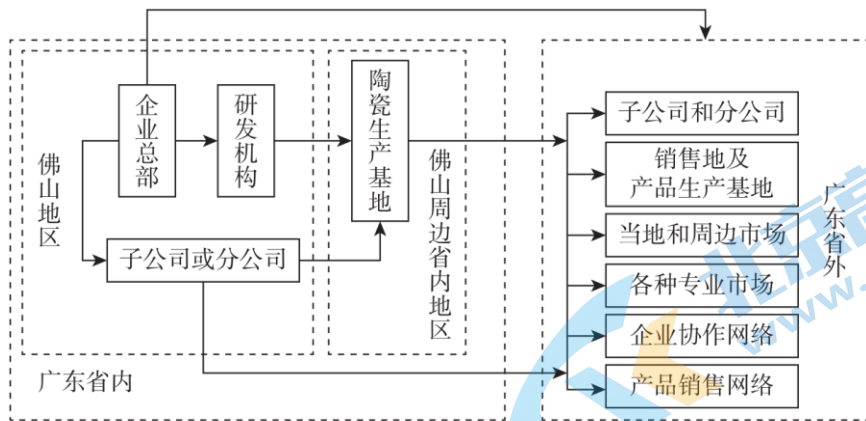 企业总部
研发机构
陶瓷生产基地
佛山地区
佛山周边省内地区
子公司或分公司
广东省内
子公司和分公司
销售地及
产品生产基地
当地和周边市场
各种专业市场
企业协作网络
产品销售网络
广东省外
北京
www.